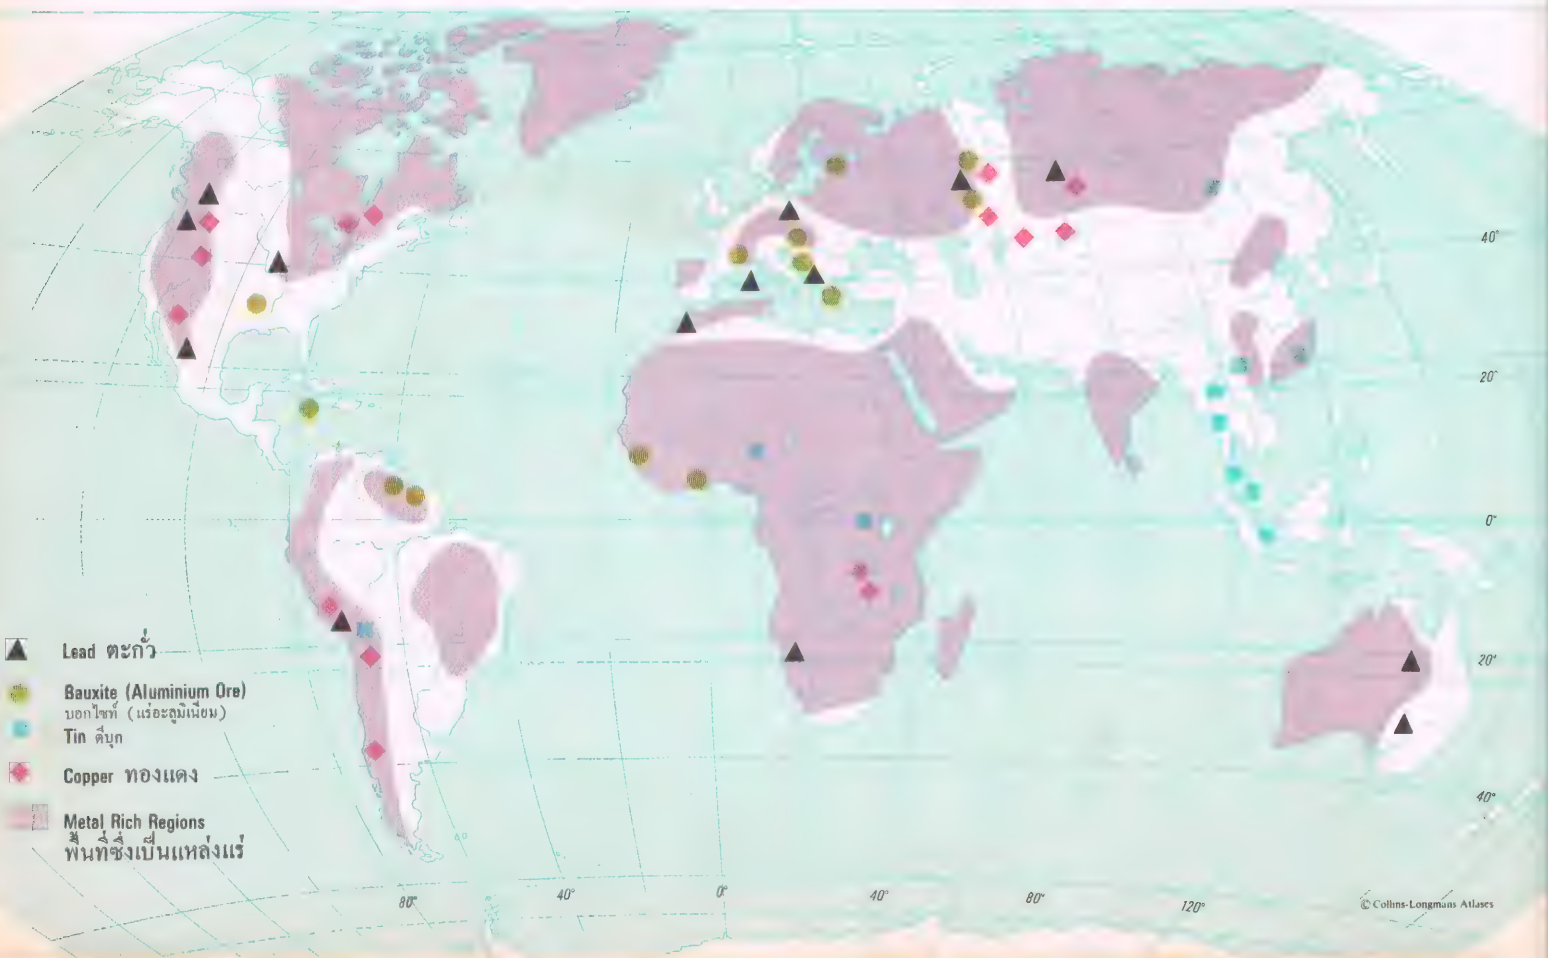 Lead ตะกั่ว
Bauxite (Aluminium Ore)
บอกไซท์ (แร่อะลูมิเนียม)
Tin ดีบุก
Copper ทองแดง
Metal Rich Regions
พื้นที่ซึ่งเป็นแหล่งแร่
40°
20°
0°
20°
40°
80°
40°
0°
40°
80°
120°
© Collins-Longmans Atlases